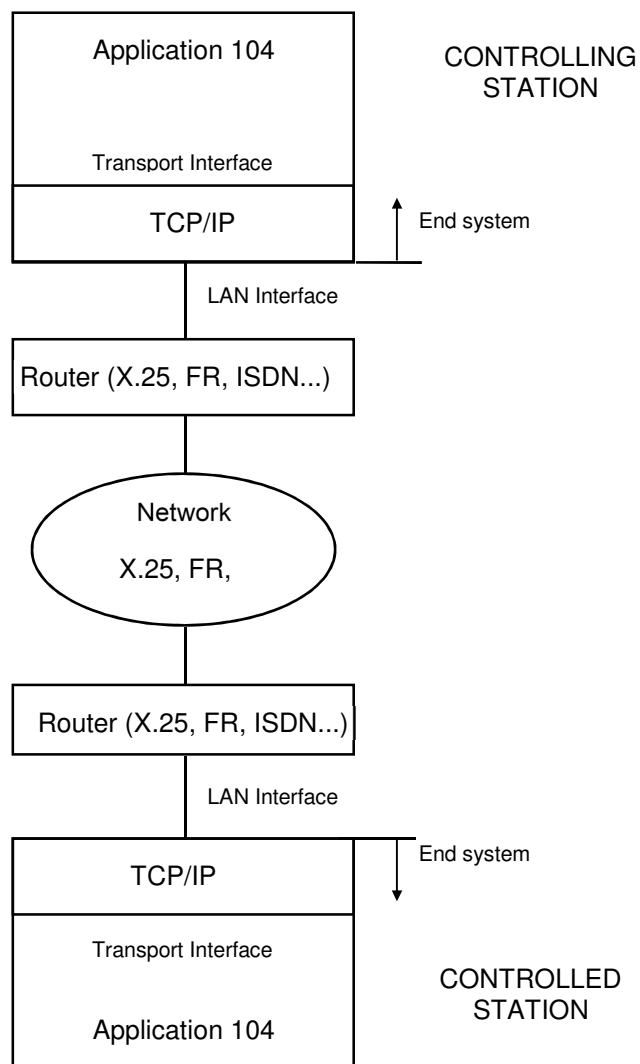 Application 104
CONTROLLING
STATION
Transport Interface
TCP/IP
End system
LAN Interface
Router (X.25, FR, ISDN...)
Network
X.25, FR,
Router (X.25, FR, ISDN...)
LAN Interface
End system
TCP/IP
Transport Interface
CONTROLLED
STATION
Application 104